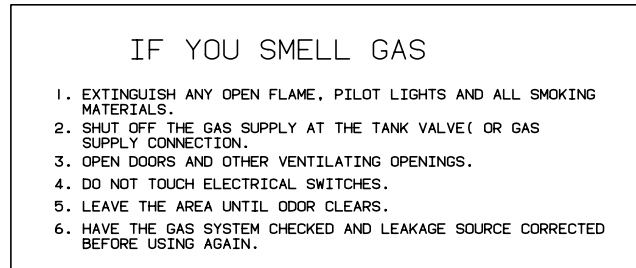 IF YOU SMELL GAS
1. EXTINGUISH ANY OPEN FLAME, PILOT LIGHTS AND ALL SMOKING
MATERIALS.
2. SHUT OFF THE GAS SUPPLY AT THE TANK VALVE( OR GAS
SUPPLY CONNECTION.
3. OPEN DOORS AND OTHER VENTILATING OPENINGS.
4. DO NOT TOUCH ELECTRICAL SWITCHES.
5. LEAVE THE AREA UNTIL ODOR CLEARS.
6. HAVE THE GAS SYSTEM CHECKED AND LEAKAGE SOURCE CORRECTED
BEFORE USING AGAIN.